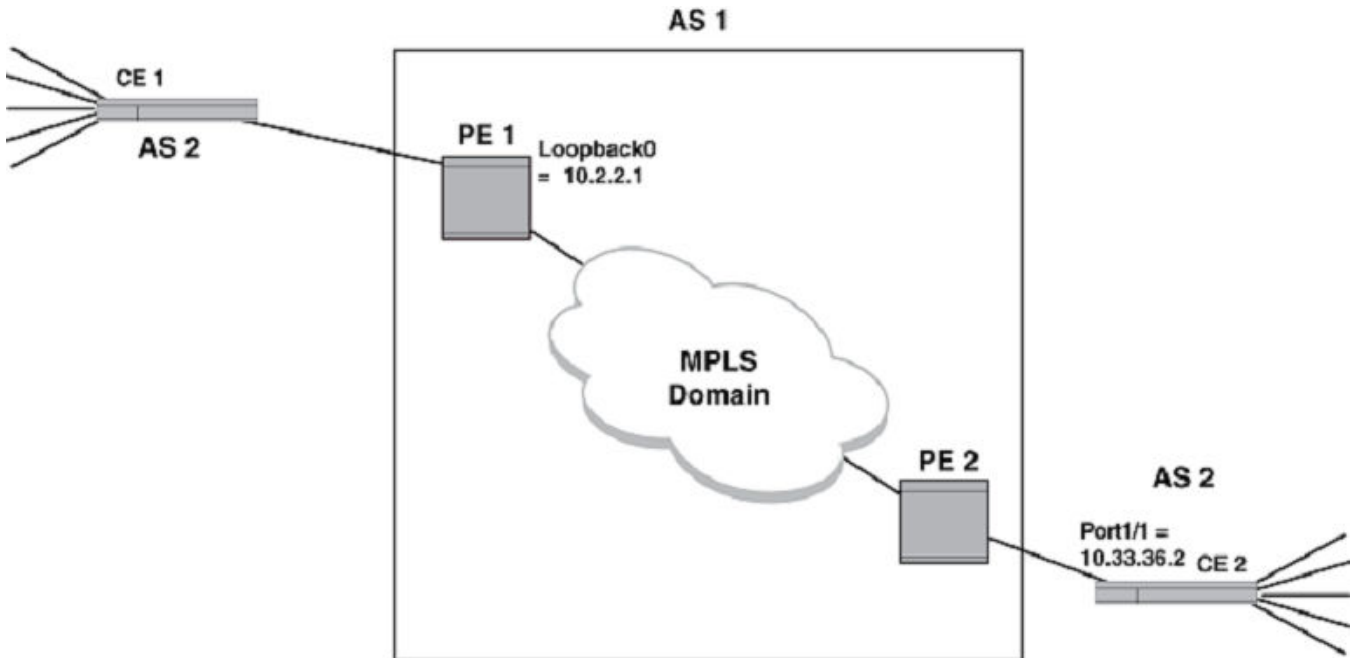 AS 1
CE 1
AS 2
PE 1
Loopback0
= 10.2.2.1
MPLS
Domain
PE 2
AS 2
Port1/1 =
10.33.36.2
CE 2